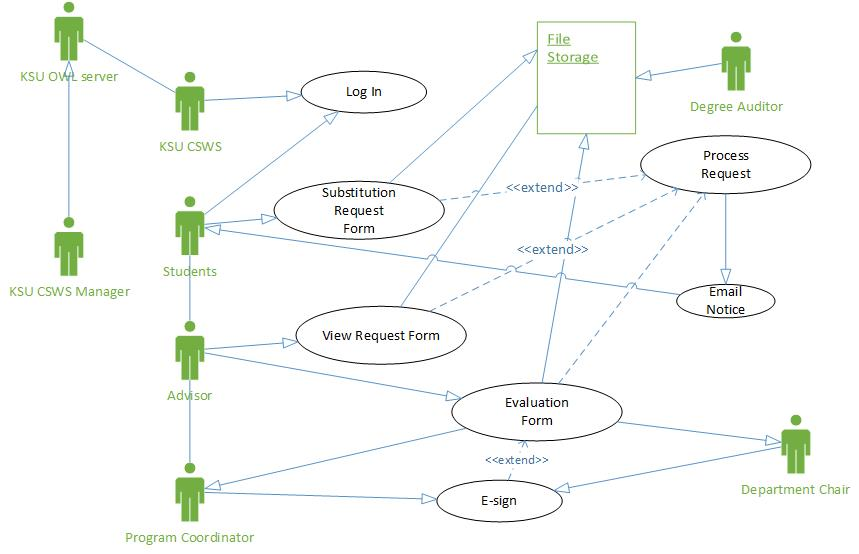 KSU OWL server
File
Storage
Degree Auditor
KSU CSWS
Log In
Process
Request
<<extend>>
Substitution
Request
Form
<<extend>>
Students
KSU CSWS Manager
Email
Notice
View Request Form
Advisor
Evaluation
Form
<<extend>>
Department Chair
E-sign
Program Coordinator